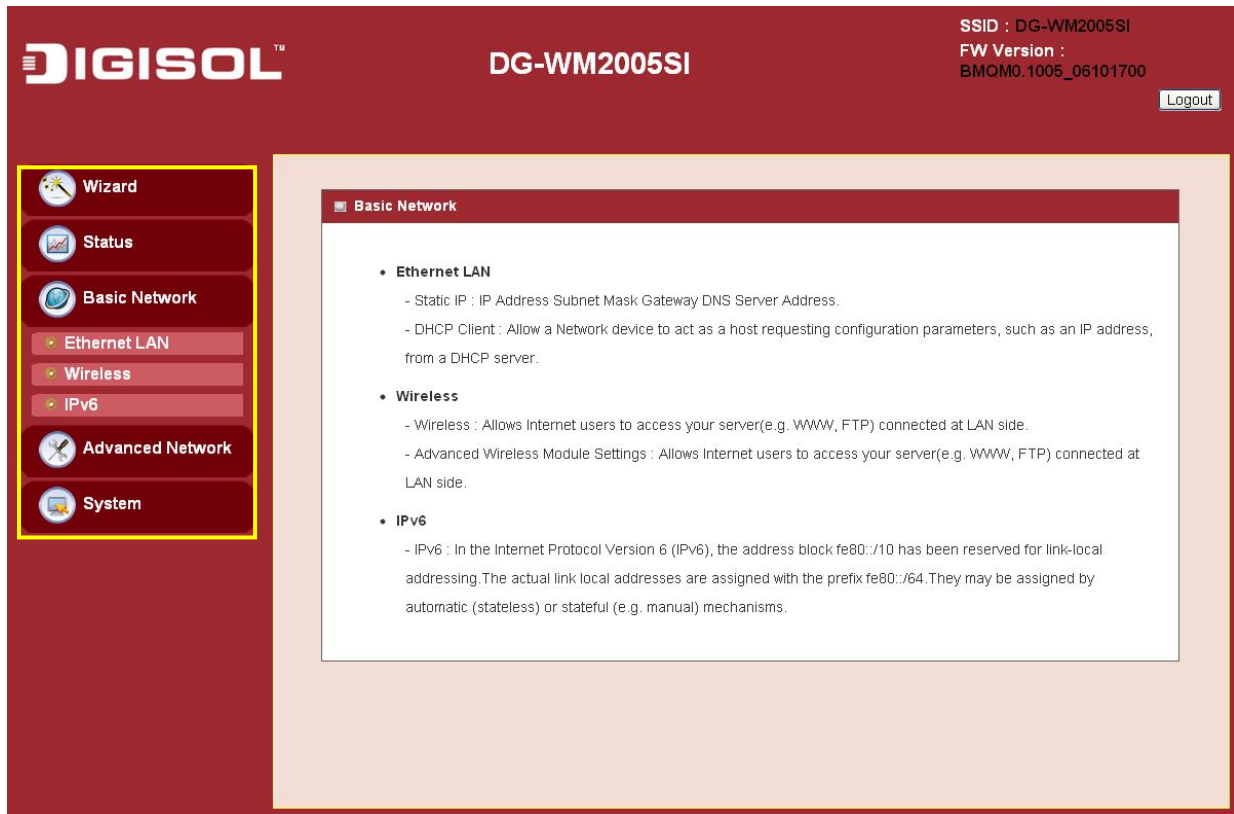 DIGISOL™
DG-WM2005SI
SSID : DG-WM2005SI
FW Version :
BMQM0.1005_06101700
Logout
Wizard
Status
Basic Network
Ethernet LAN
Wireless
IPv6
Advanced Network
System
Basic Network
• Ethernet LAN
- Static IP : IP Address Subnet Mask Gateway DNS Server Address.
- DHCP Client : Allow a Network device to act as a host requesting configuration parameters, such as an IP address,
from a DHCP server.
• Wireless
- Wireless : Allows Internet users to access your server(e.g. WWW, FTP) connected at LAN side.
- Advanced Wireless Module Settings : Allows Internet users to access your server(e.g. WWW, FTP) connected at
LAN side.
• IPv6
- IPv6 : In the Internet Protocol Version 6 (IPv6), the address block fe80::/10 has been reserved for link-local
addressing.The actual link local addresses are assigned with the prefix fe80::/64.They may be assigned by
automatic (stateless) or stateful (e.g. manual) mechanisms.